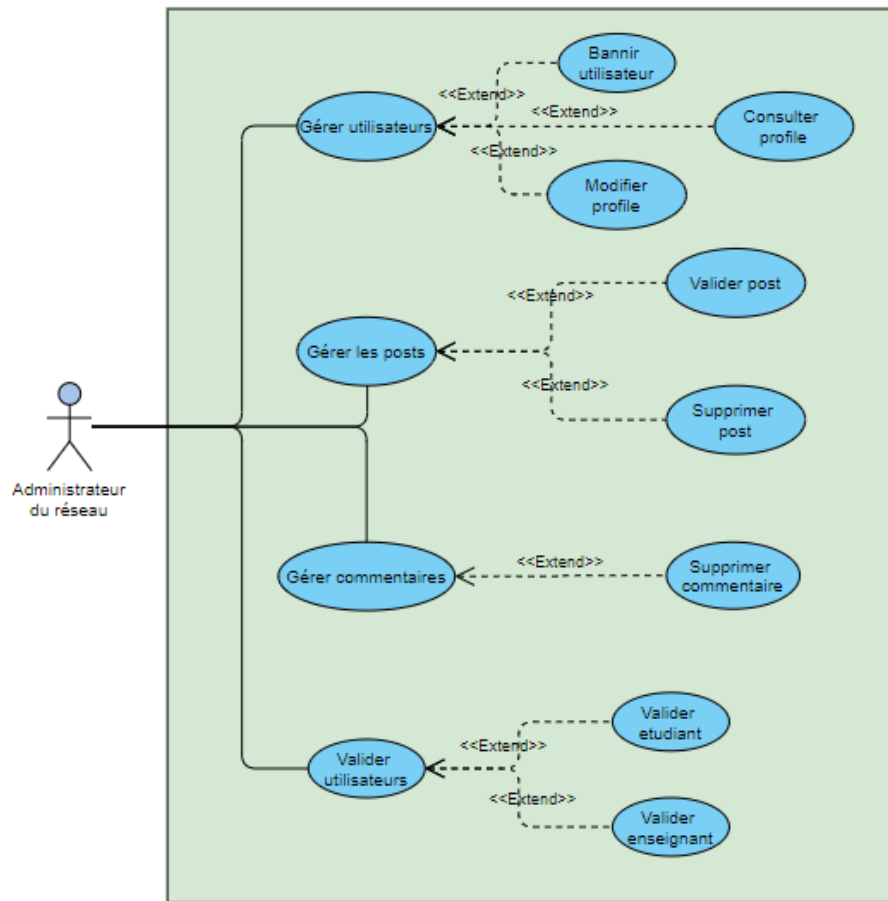 Bannir
utilisateur
<<Extend>>
Gérer utilisateurs
<<Extend>>
Consulter
profile
<<Extend>>
Modifier
profile
Valider post
<<Extend>>
Gérer les posts
<<Extend>>
Supprimer
post
Administrateur
du réseau
<<Extend>>
Gérer commentaires
Supprimer
commentaire
Valider
etudiant
<<Extend>>
Valider
utilisateurs
<<Extend>>
Valider
enseignant